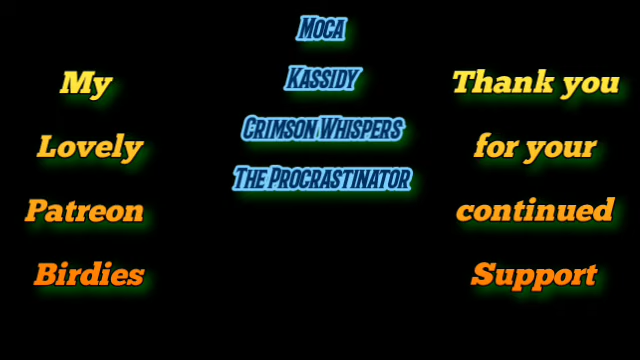 My
Lovely
Patreon
Birdies
Moca
Kassidy
Crimson Whispers
The Procrastinator
Thank you
for your
continued
Support